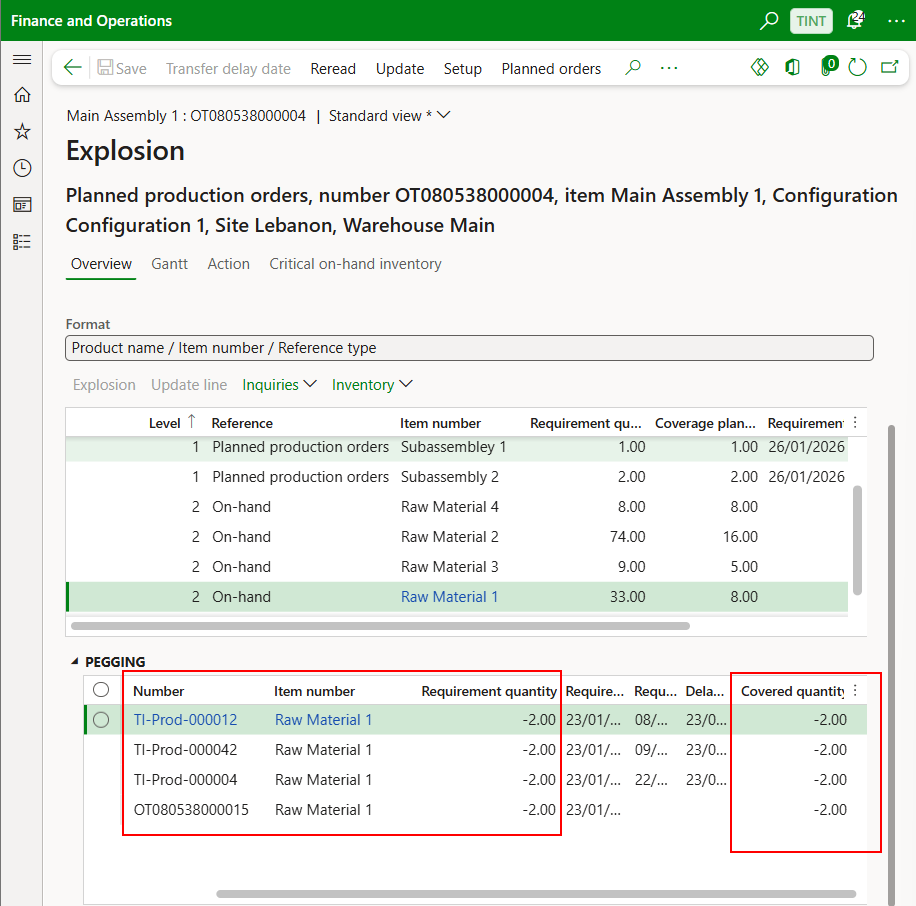 Finance and Operations TINT 24
Save Transfer delay date Reread Update Setup Planned orders 0
Main Assembly 1 : OT080538000004 | Standard view *
Explosion
Planned production orders, number OT080538000004, item Main Assembly 1, Configuration
Configuration 1, Site Lebanon, Warehouse Main
Overview Gantt Action Critical on-hand inventory
Format
Product name / Item number / Reference type
Explosion Update line Inquiries Inventory
Level Reference Item number Requirement qu... Coverage plan... Requirement
1 Planned production orders Subassembley 1 1.00 1.00 26/01/2026
1 Planned production orders Subassembly 2 2.00 2.00 26/01/2026
2 On-hand Raw Material 4 8.00 8.00
2 On-hand Raw Material 2 74.00 16.00
2 On-hand Raw Material 3 9.00 5.00
2 On-hand Raw Material 1 33.00 8.00
PEGGING
Number Item number Requirement quantity Require... Requ... Dela... Covered quantity
TI-Prod-000012 Raw Material 1 -2.00 23/01/... 08/... 23/0... -2.00
TI-Prod-000042 Raw Material 1 -2.00 23/01/... 09/... 23/0... -2.00
TI-Prod-000004 Raw Material 1 -2.00 23/01/... 22/... 23/0... -2.00
OT080538000015 Raw Material 1 -2.00 23/01/... -2.00